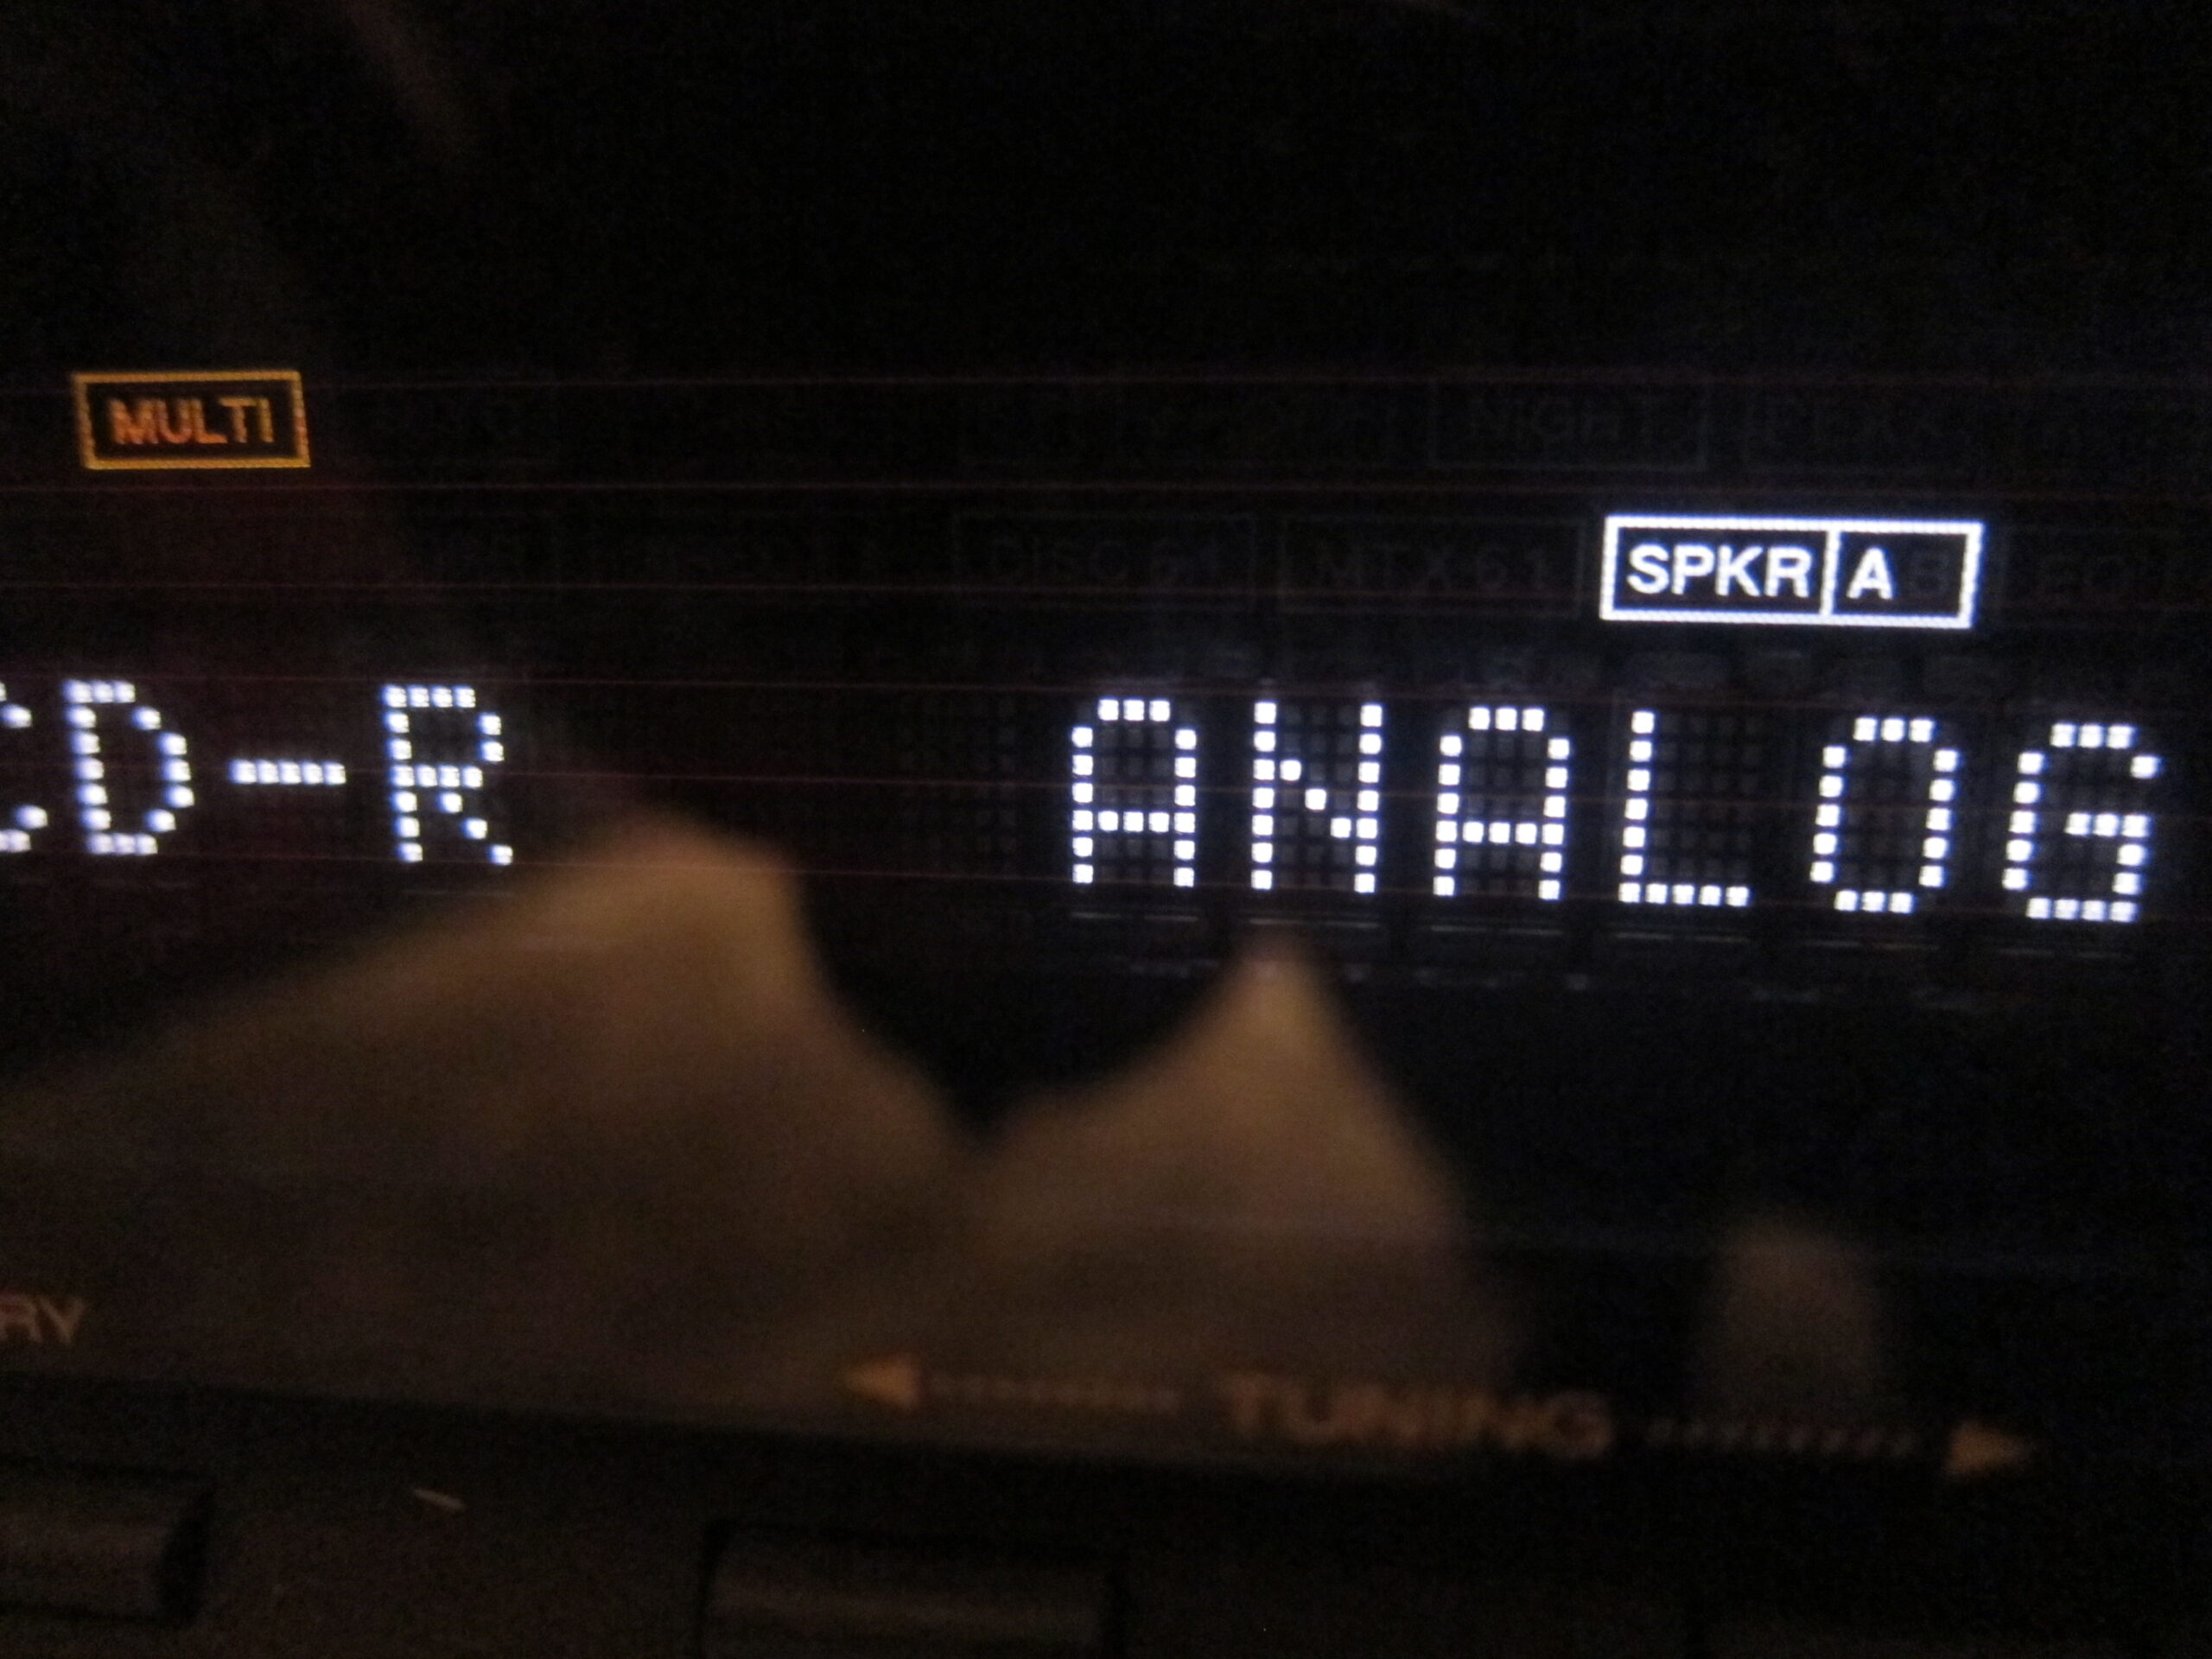 MULTI
SPKR A
CD-R ANALOG
TUNING